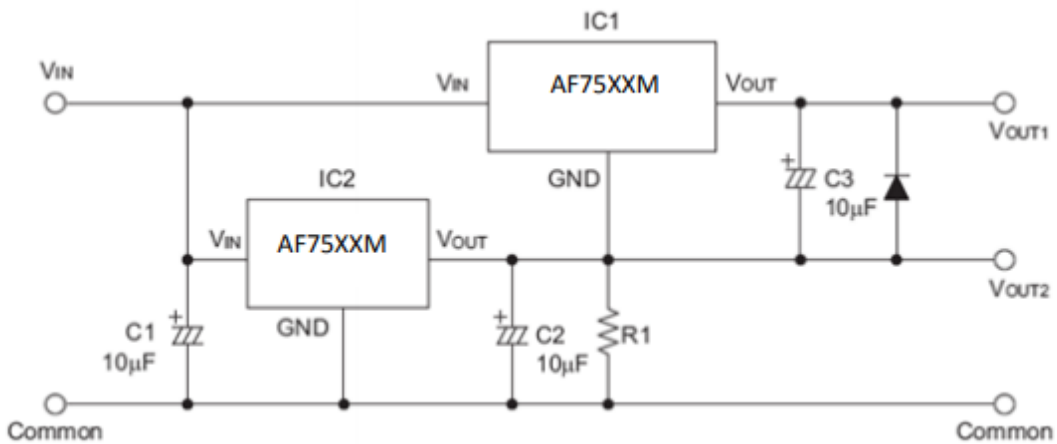 IC1
VIN
VIN
AF75XXM
VOUT
VOUT1
GND
C3
10μF
+
IC2
VIN
AF75XXM
VOUT
VOUT2
GND
+
C1
10μF
+
C2
10μF
R1
Common
Common